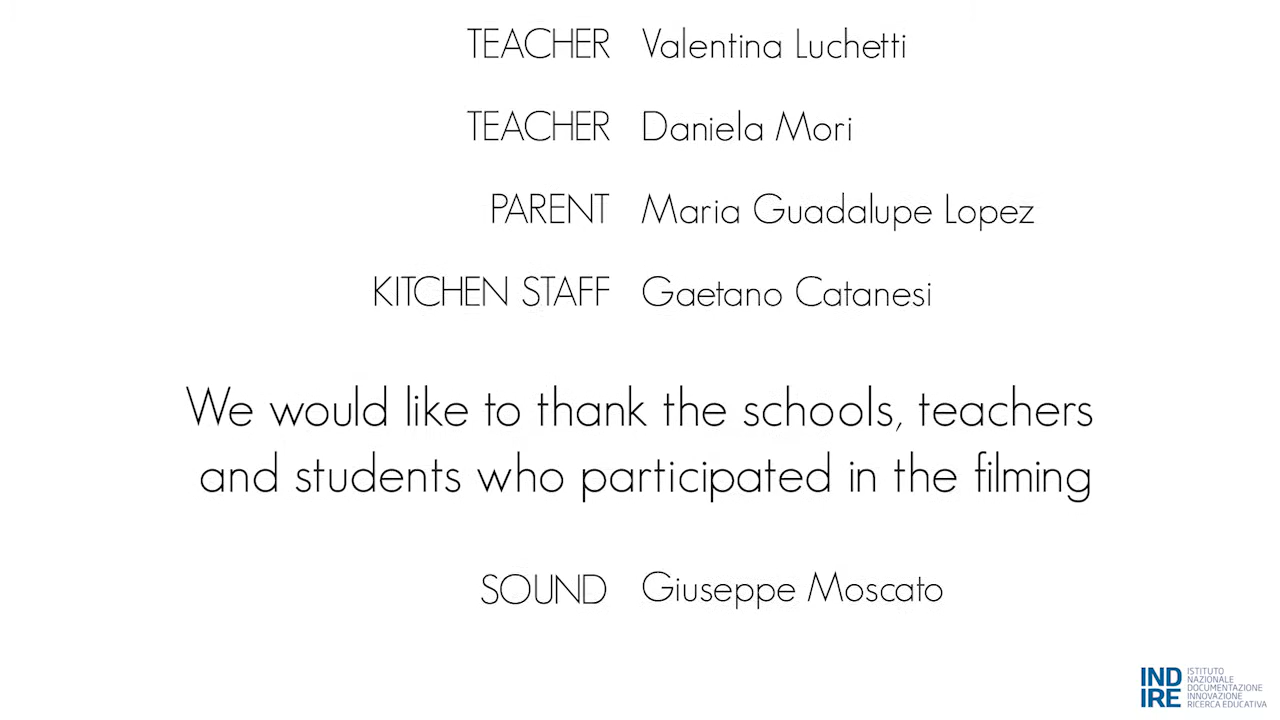 TEACHER Valentina Luchetti
TEACHER Daniela Mori
PARENT Maria Guadalupe Lopez
KITCHEN STAFF Gaetano Catanesi
We would like to thank the schools, teachers
and students who participated in the filming
SOUND Giuseppe Moscato
IND
IRE
ISTITUTO
NAZIONALE
DOCUMENTAZIONE
INNOVAZIONE
RICERCA EDUCATIVA